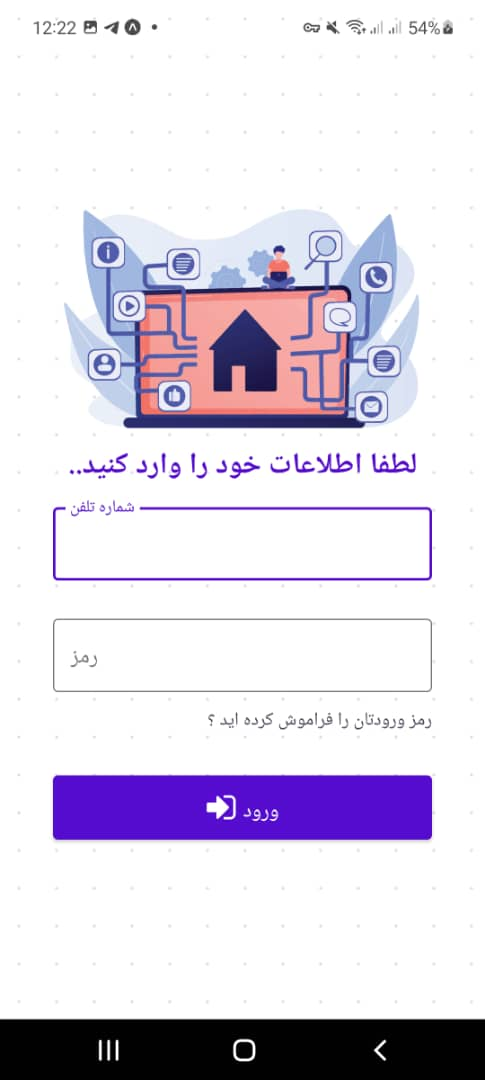 12:22 54%
لطفا اطلاعات خود را وارد کنید..
شماره تلفن
رمز
رمز ورودتان را فراموش کرده اید ؟
ورود